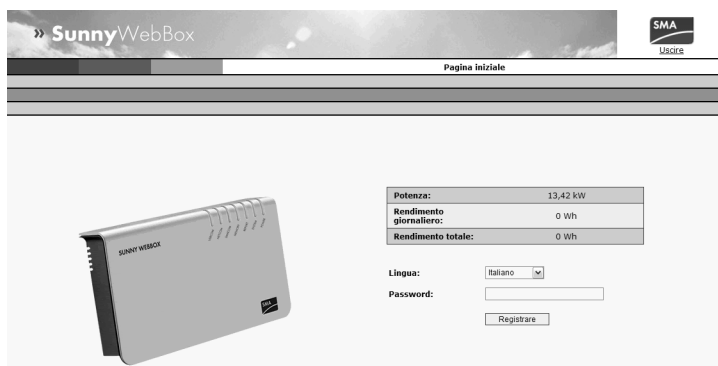 » SunnyWebBox
SMA
Uscire
Pagina iniziale
Potenza: 13,42 kW
Rendimento
giornaliero: 0 Wh
Rendimento totale: 0 Wh
SUNNY WEBBOX
SMA
Lingua: Italiano
Password:
Registrare